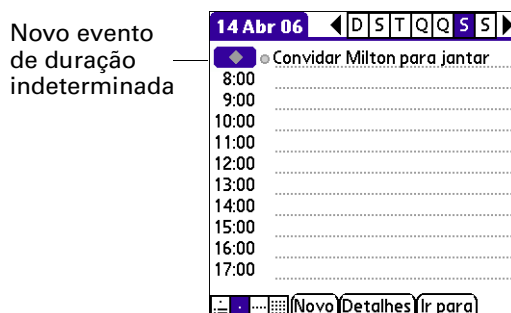 Novo evento
de duração
indeterminada
14 Abr 06 D S T Q Q S S
Convidar Milton para jantar
8:00
9:00
10:00
11:00
12:00
13:00
14:00
15:00
16:00
17:00
Novo Detalhes Ir para